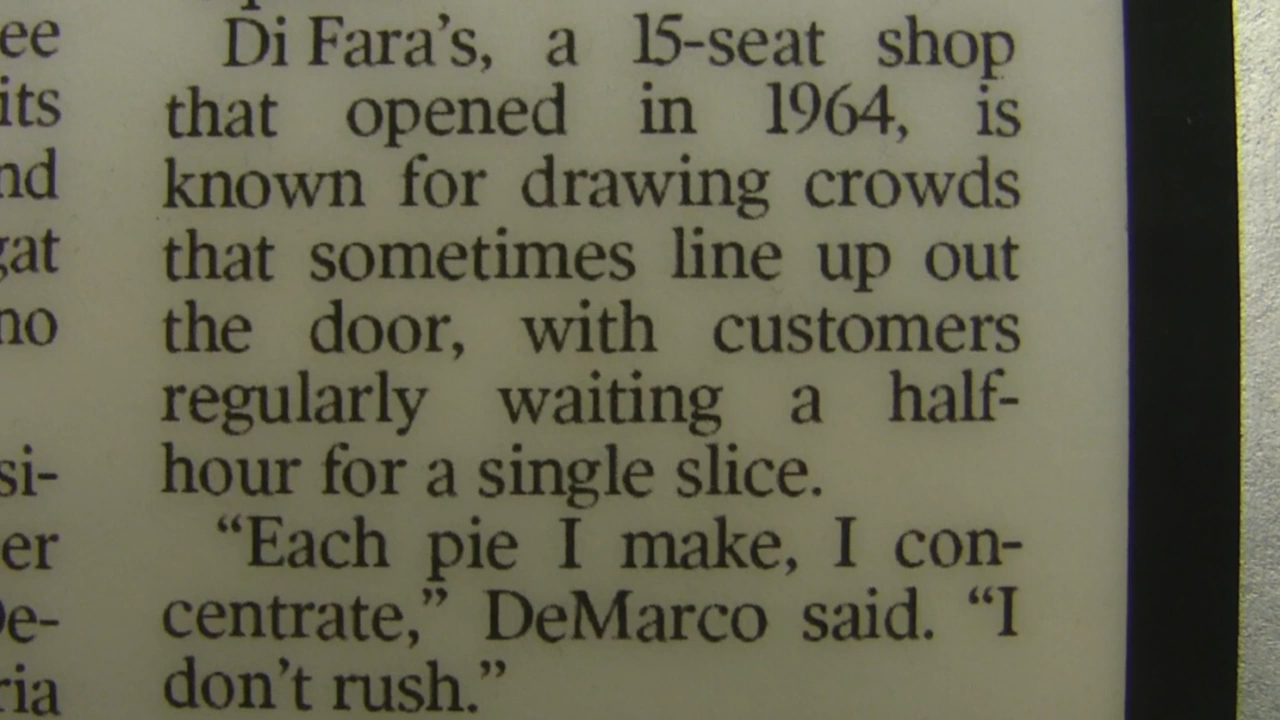 Di Fara's, a 15-seat shop
that opened in 1964, is
known for drawing crowds
that sometimes line up out
the door, with customers
regularly waiting a half-
hour for a single slice.
"Each pie I make, I con-
centrate," DeMarco said. "I
don't rush."